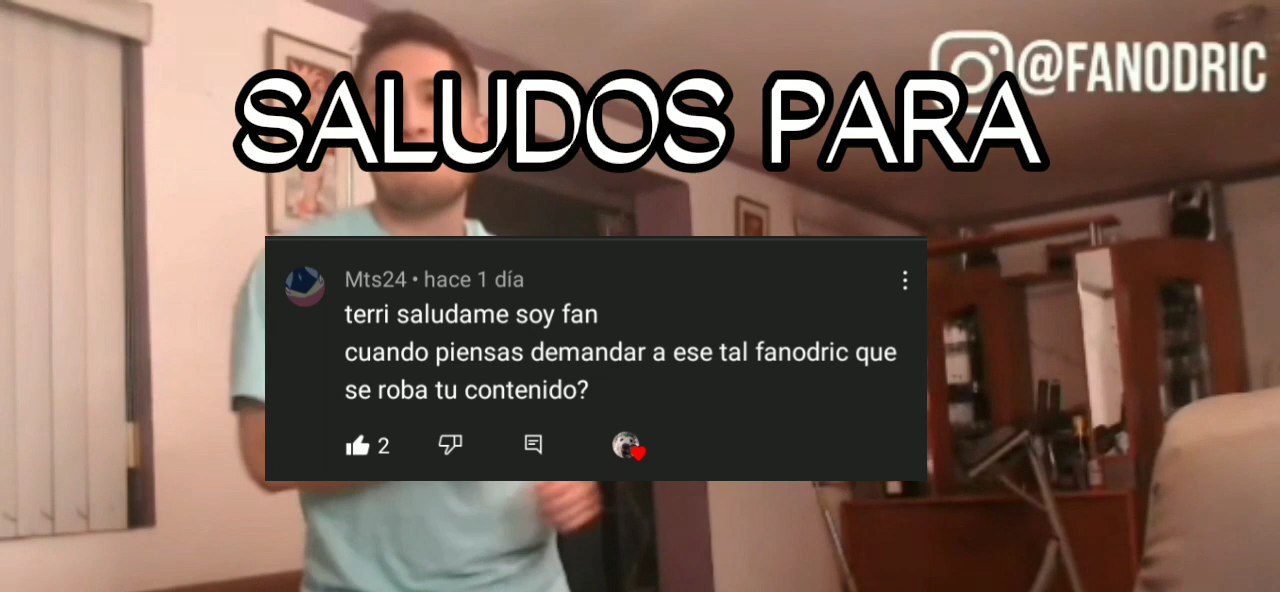 @FANODRIC
SALUDOS PARA
Mts24 • hace 1 día
terri saludame soy fan
cuando piensas demandar a ese tal fanodric que
se roba tu contenido?
2